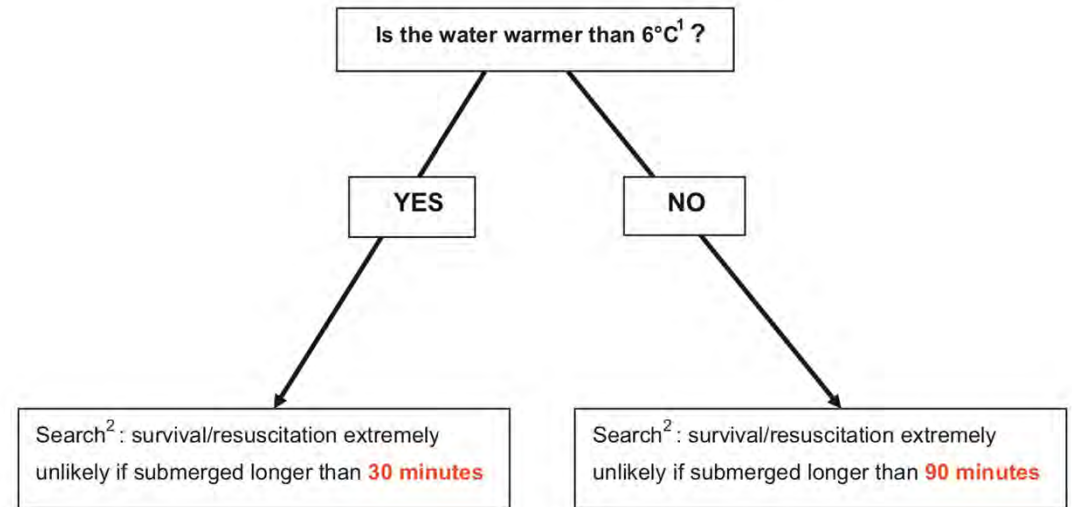 Is the water warmer than 6°C¹ ?
YES
NO
Search² : survival/resuscitation extremely
unlikely if submerged longer than 30 minutes
Search² : survival/resuscitation extremely
unlikely if submerged longer than 90 minutes